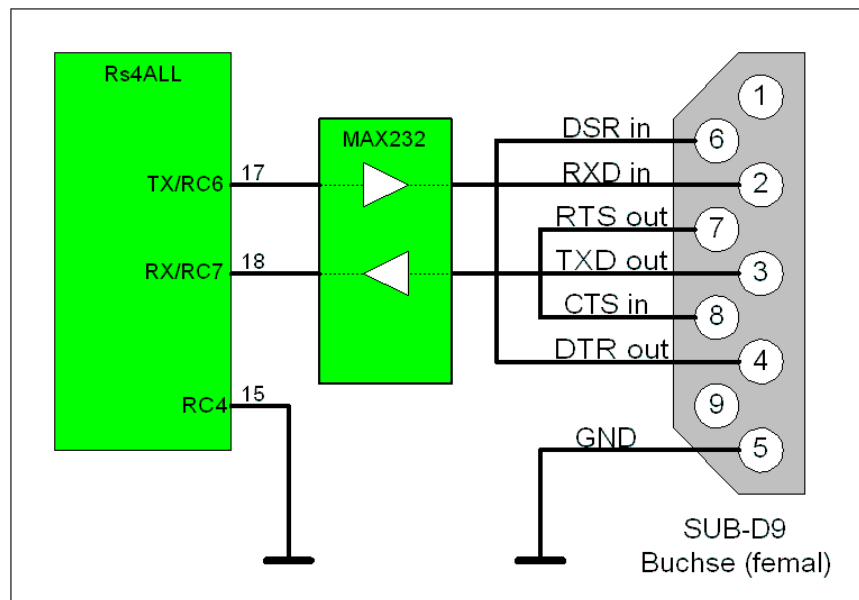 Rs4ALL
TX/RC6
17
RX/RC7
18
RC4
15
MAX232
DSR in
RXD in
RTS out
TXD out
CTS in
DTR out
GND
1
6
2
7
3
8
4
9
5
SUB-D9
Buchse (femal)